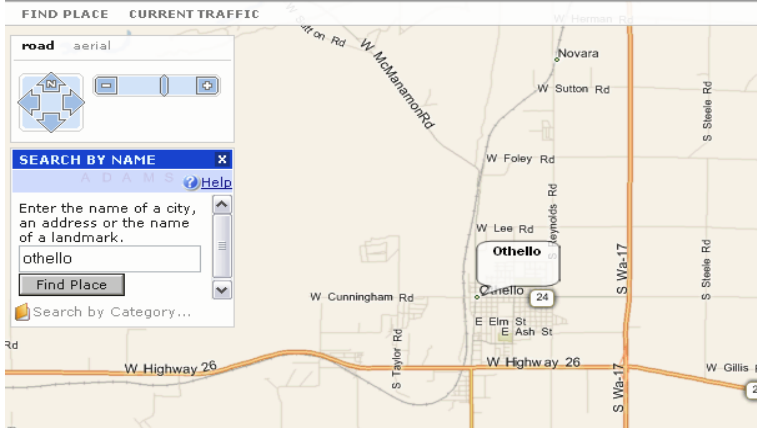 FIND PLACE
CURRENT TRAFFIC
road
aerial
N
SEARCH BY NAME
A D A M S
Help
Enter the name of a city,
an address or the name
of a landmark.
othello
Find Place
Search by Category...
W Herman Rd
Novara
W McManamon Rd
W Sutton Rd
S Steele Rd
W Foley Rd
S Reynolds Rd
W Lee Rd
Othello
Othello
24
S Wa-17
S Steele Rd
W Cunningham Rd
E Elm St
E Ash St
S Taylor Rd
Rd
W Highway 26
W Highway 26
W Gillis
S Wa-17
2